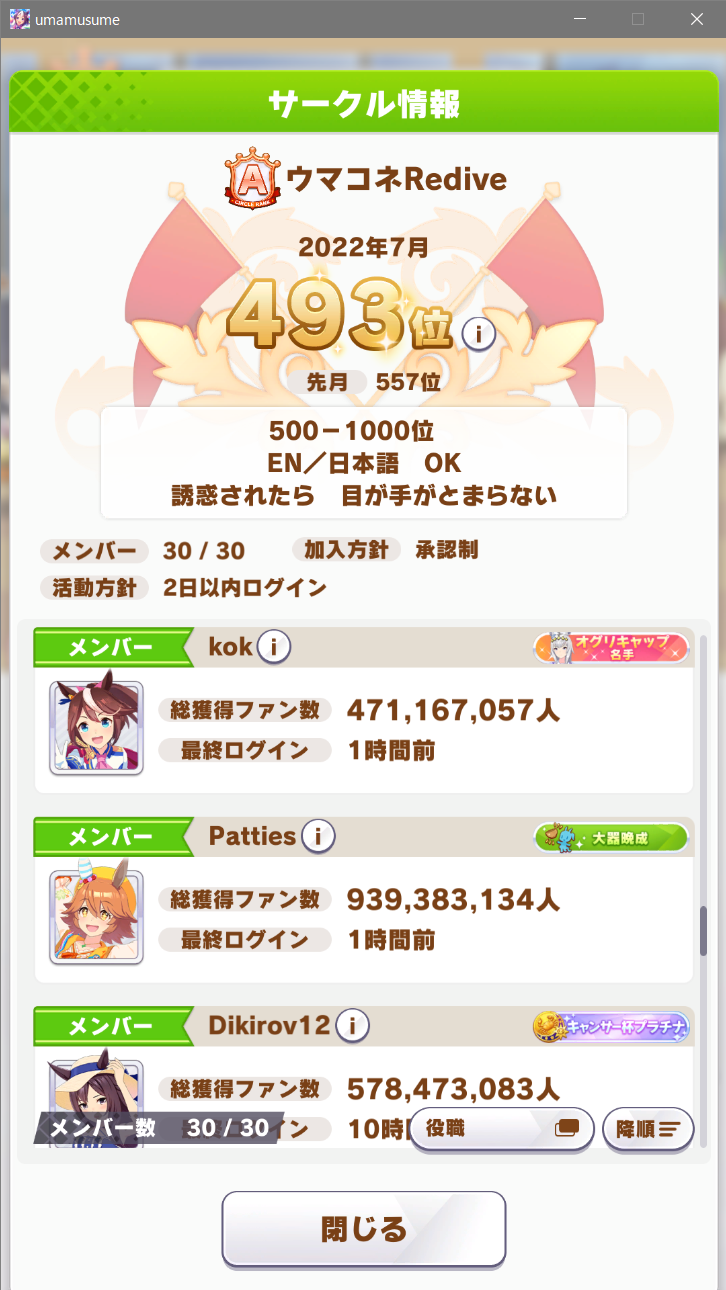 umamusume
サークル情報
A
CIRCLE RANK
ウマコネRedive
2022年7月
493位
i
先月 557位
500－1000位
EN／日本語　OK
誘惑されたら　目が手がとまらない
メンバー 30 / 30 加入方針 承認制
活動方針 2日以内ログイン
メンバー kok i オグリキャップ
名手
総獲得ファン数 471,167,057人
最終ログイン 1時間前
メンバー Patties i 大器晩成
総獲得ファン数 939,383,134人
最終ログイン 1時間前
メンバー Dikirov12 i キャンサー杯プラチナ
総獲得ファン数 578,473,083人
メンバー数 30 / 30 イン 10時 役職 降順
閉じる